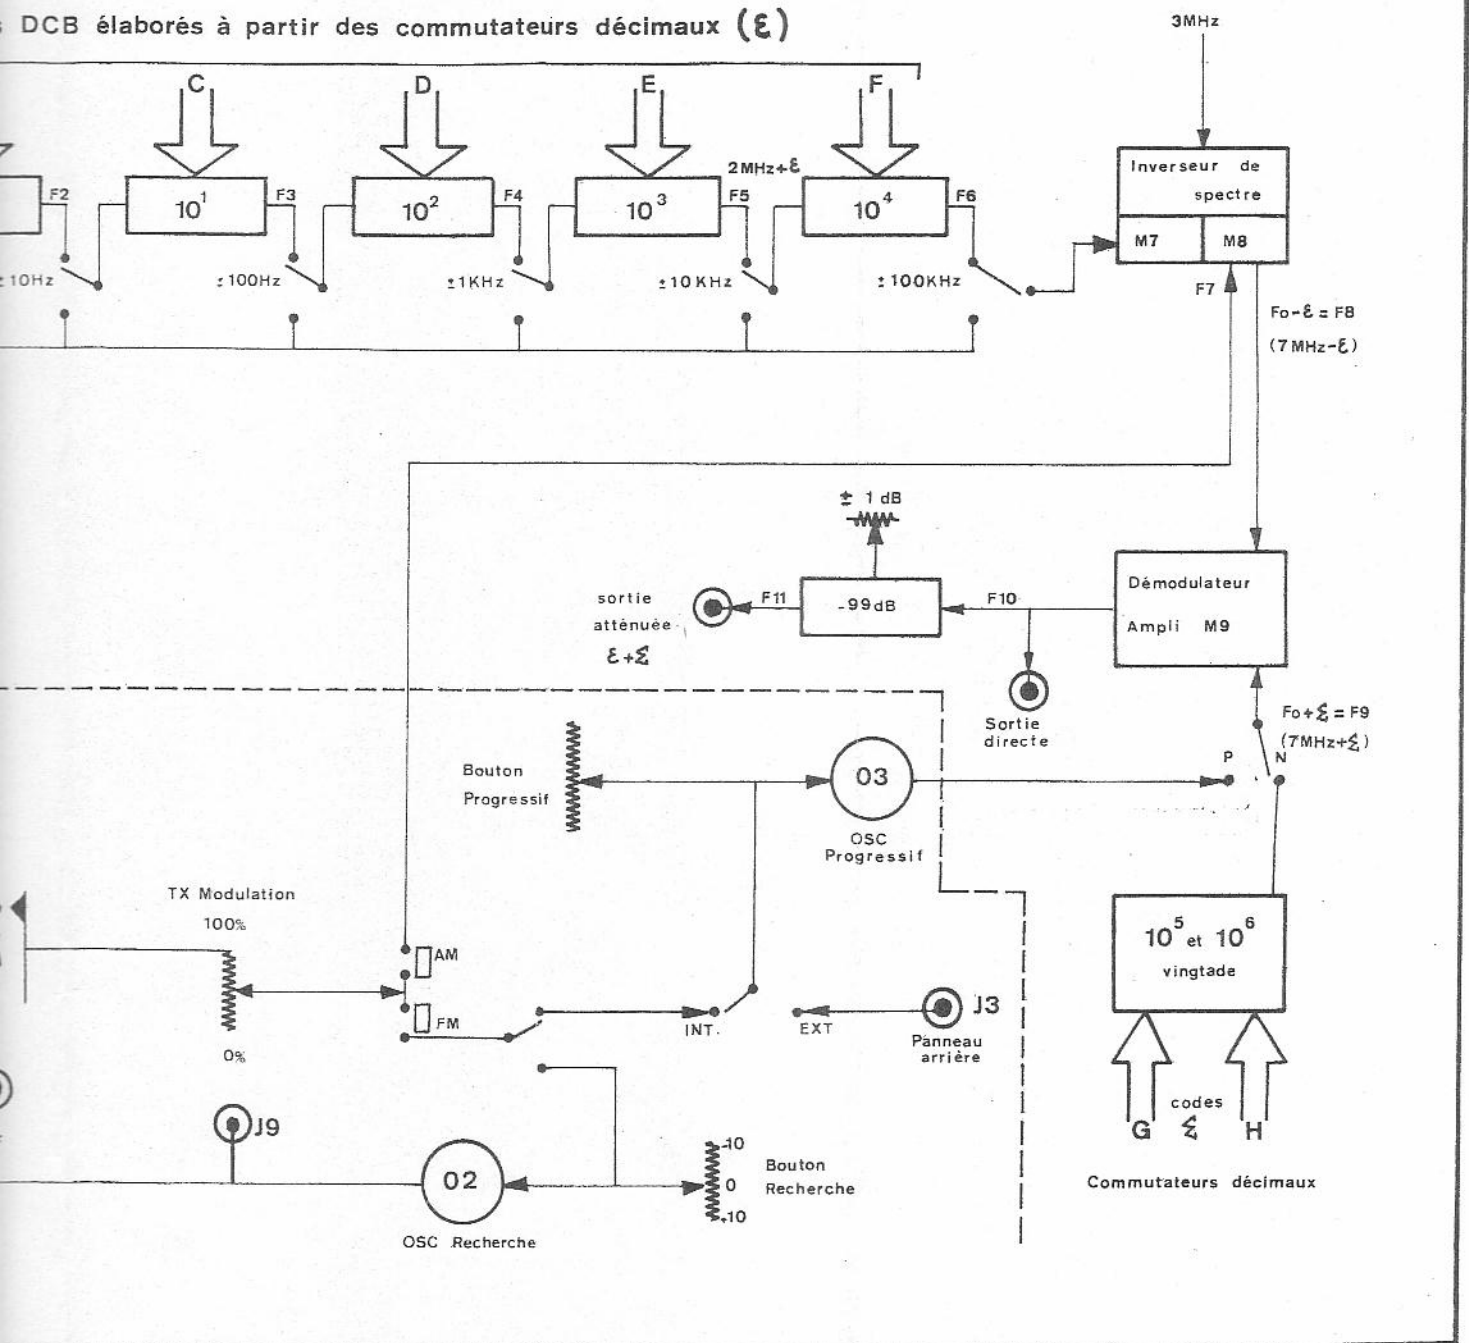 DCB élaborés à partir des commutateurs décimaux (ε)
3MHz
C
D
E
F
2MHz+ε
Inverseur de
spectre
F2
10¹
F3
10²
F4
10³
F5
10⁴
F6
M7
M8
± 10Hz
±100Hz
±1KHz
±10KHz
±100KHz
F7
Fo-ε = F8
(7MHz-ε)
± 1 dB
sortie
attènuée
ε+Σ
F11
-99dB
F10
Démodulateur
Ampli M9
Sortie
directe
Fo+Σ = F9
(7MHz+Σ)
P
N
Bouton
Progressif
03
OSC
Progressif
TX Modulation
100%
0%
AM
FM
INT.
EXT
J3
Panneau
arrière
10⁵ et 10⁶
vingtade
G
codes
Σ
H
Commutateurs décimaux
J9
02
OSC Recherche
-10
0
+10
Bouton
Recherche